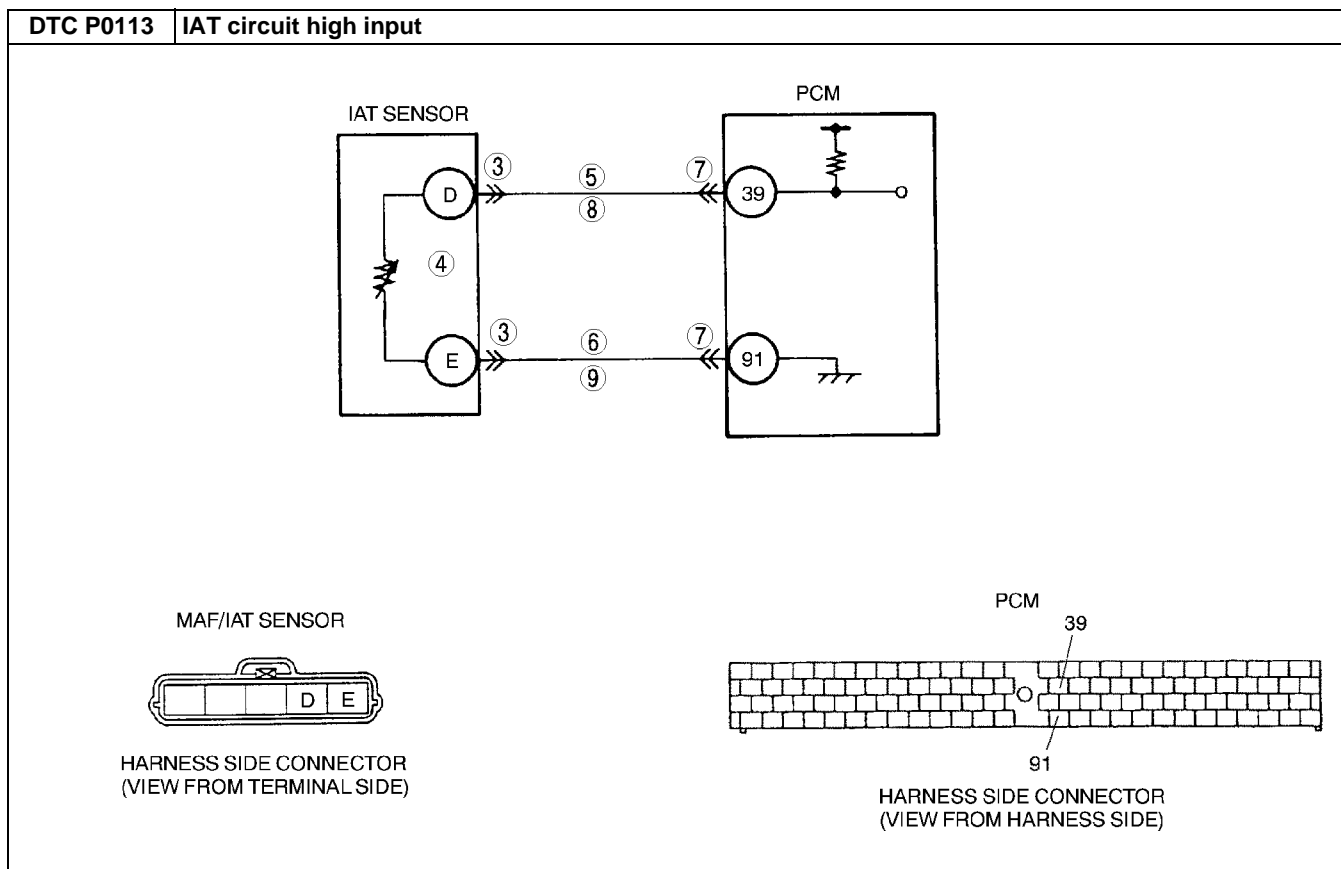 DTC P0113 IAT circuit high input
PCM
IAT SENSOR
3 5 7
D 39
8
4
3 6 7
E 91
9
MAF/IAT SENSOR
D E
HARNESS SIDE CONNECTOR
(VIEW FROM TERMINAL SIDE)
PCM
39
91
HARNESS SIDE CONNECTOR
(VIEW FROM HARNESS SIDE)